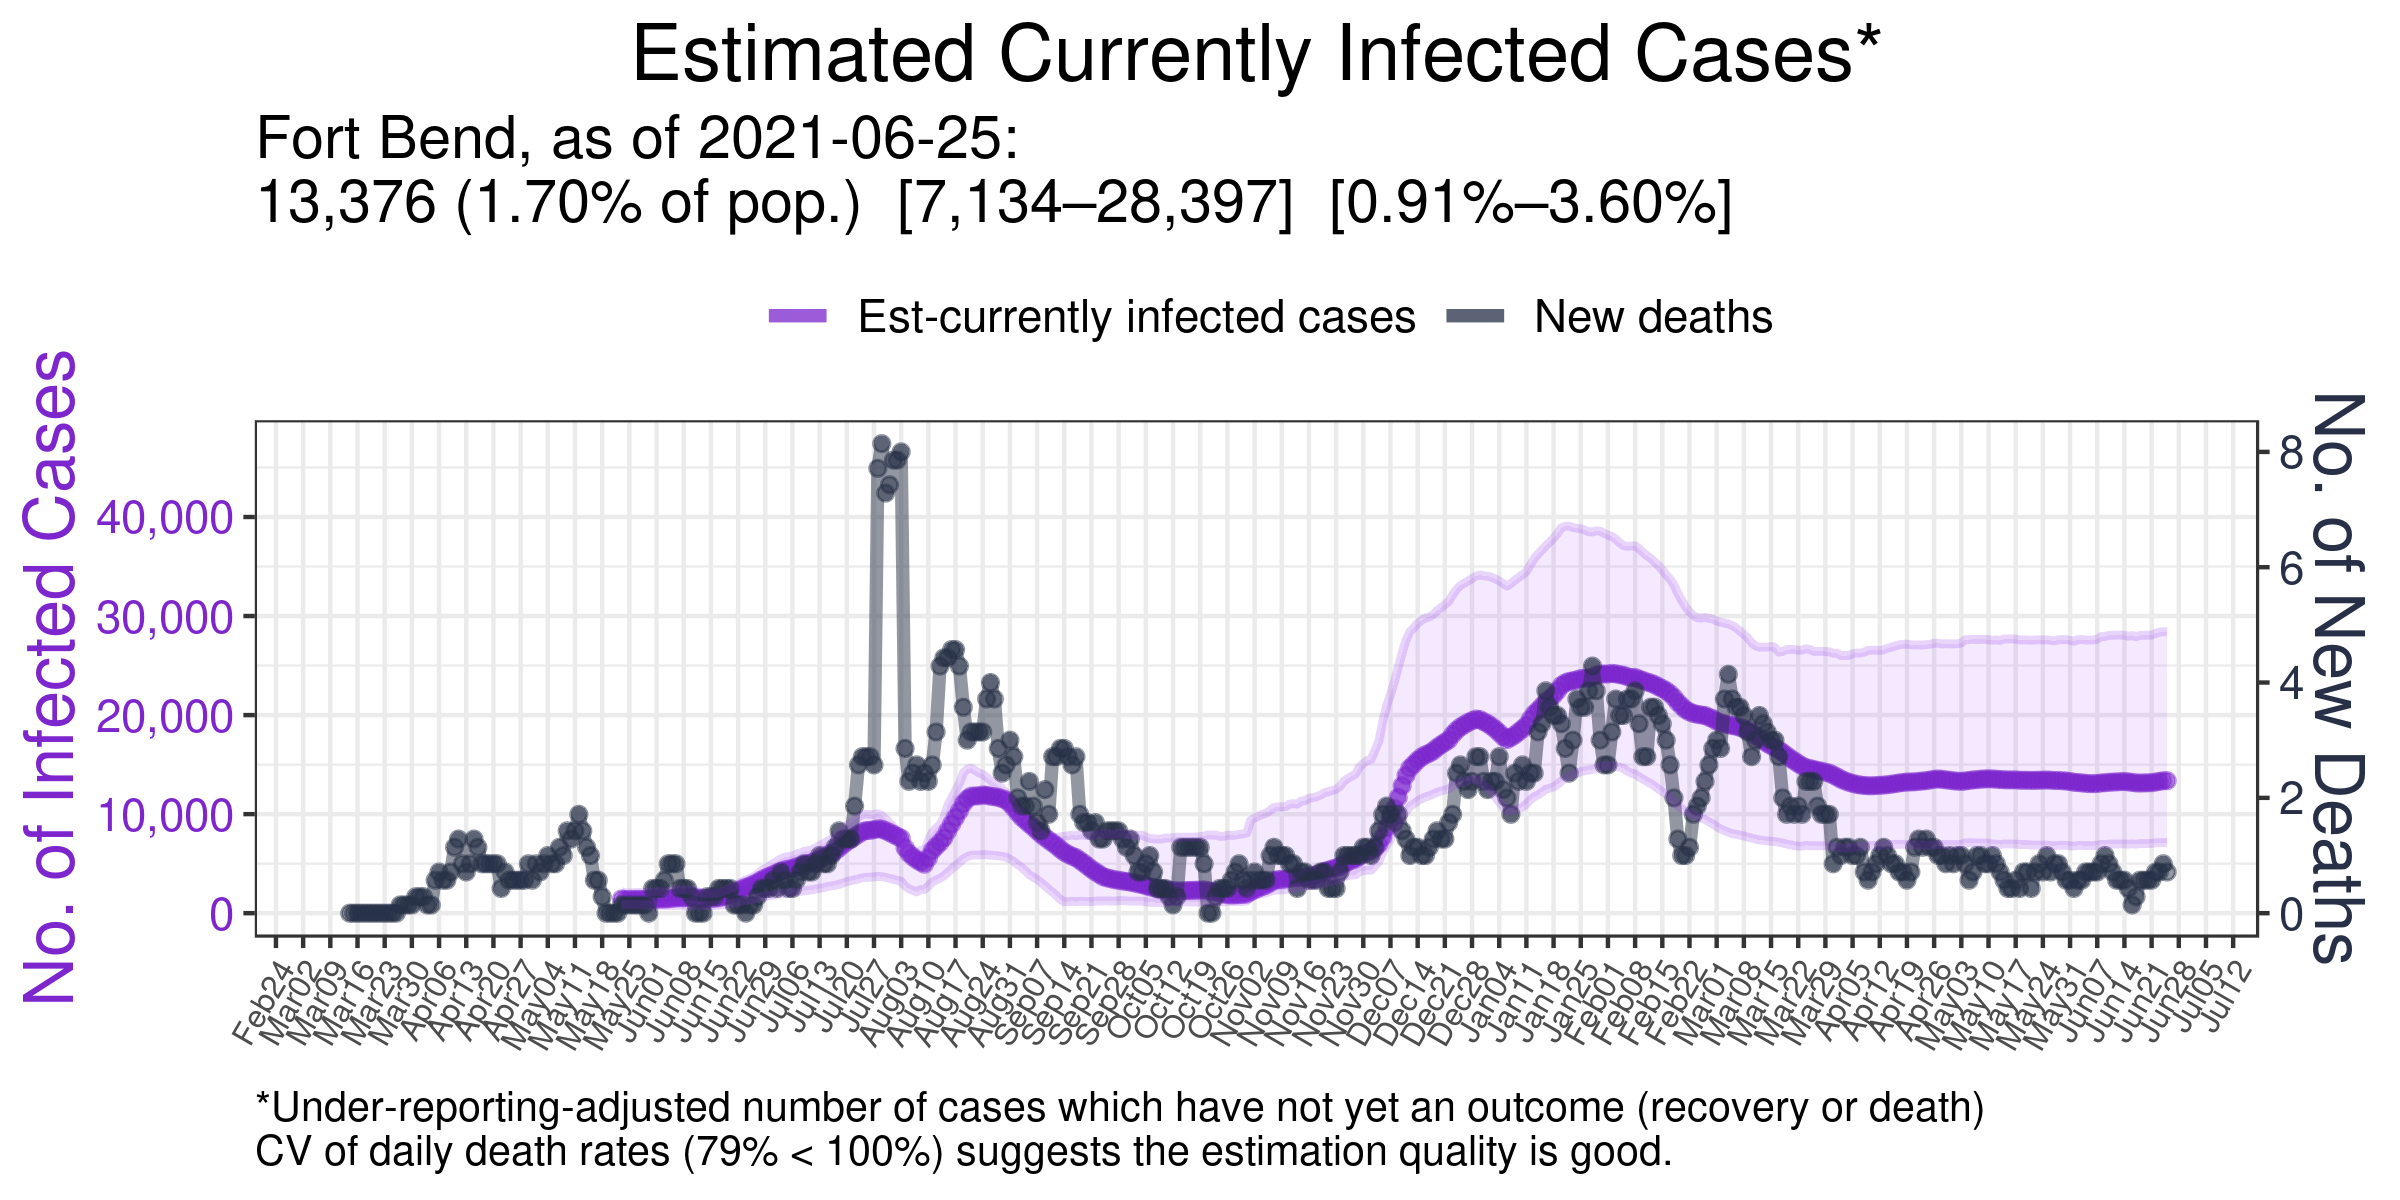 Estimated Currently Infected Cases*
Fort Bend, as of 2021-06-25:
13,376 (1.70% of pop.) [7,134–28,397] [0.91%–3.60%]
Est-currently infected cases
New deaths
No. of Infected Cases
40,000
30,000
20,000
10,000
0
8
6
4
2
0
No. of New Deaths
Feb24
Mar02
Mar09
Mar16
Mar23
Mar30
Apr06
Apr13
Apr20
Apr27
May04
May11
May18
May25
Jun01
Jun08
Jun15
Jun22
Jun29
Jul06
Jul13
Jul20
Jul27
Aug03
Aug10
Aug17
Aug24
Aug31
Sep07
Sep14
Sep21
Sep28
Oct05
Oct12
Oct19
Oct26
Nov02
Nov09
Nov16
Nov23
Nov30
Dec07
Dec14
Dec21
Dec28
Jan04
Jan11
Jan18
Jan25
Feb01
Feb08
Feb15
Feb22
Mar01
Mar08
Mar15
Mar22
Mar29
Apr05
Apr12
Apr19
Apr26
May03
May10
May17
May24
May31
Jun07
Jun14
Jun21
Jun28
Jul05
Jul12
*Under-reporting-adjusted number of cases which have not yet an outcome (recovery or death)
CV of daily death rates (79% < 100%) suggests the estimation quality is good.